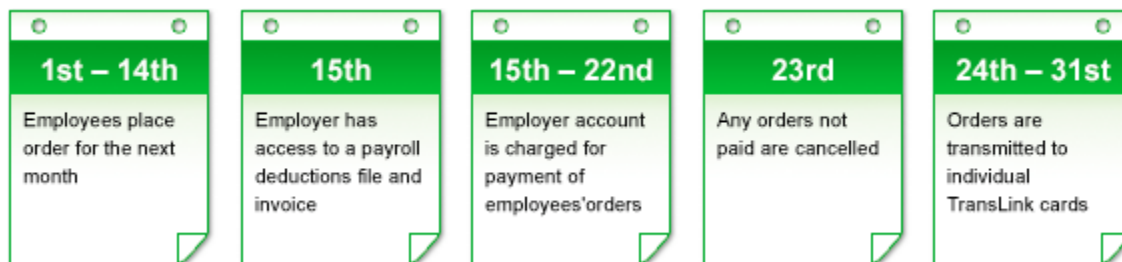 1st – 14th
Employees place
order for the next
month
15th
Employer has
access to a payroll
deductions file and
invoice
15th – 22nd
Employer account
is charged for
payment of
employees'orders
23rd
Any orders not
paid are cancelled
24th – 31st
Orders are
transmitted to
individual
TransLink cards